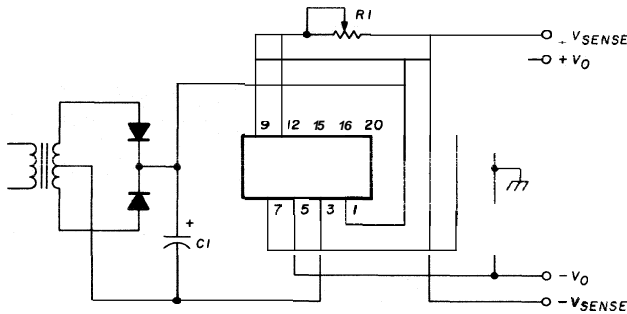 R1
+ VSENSE
+ VO
9 12 15 16 20
7 5 3 1
+
C1
- VO
- VSENSE